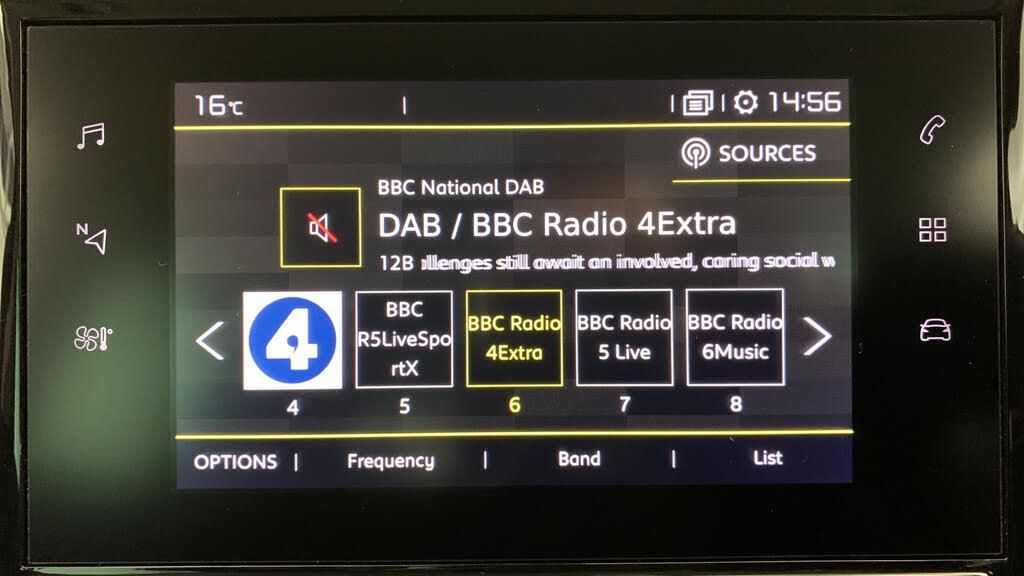 16°C
14:56
SOURCES
BBC National DAB
DAB / BBC Radio 4Extra
12B still await an involved, caring social
4
BBC R5LiveSpo rtX
BBC Radio 4Extra
BBC Radio 5 Live
BBC Radio 6Music
4 5 6 7 8
OPTIONS | Frequency | Band | List
N